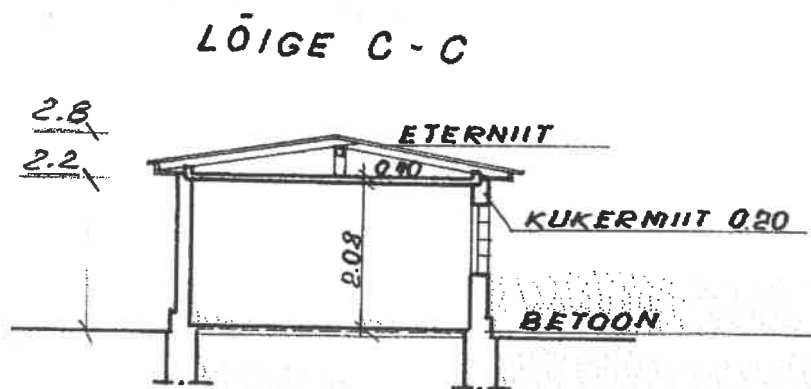 LÕIGE C-C
2.8
ETERNIIT
2.2
0.40
KUKERMIIT 0.20
2.08
BETOON